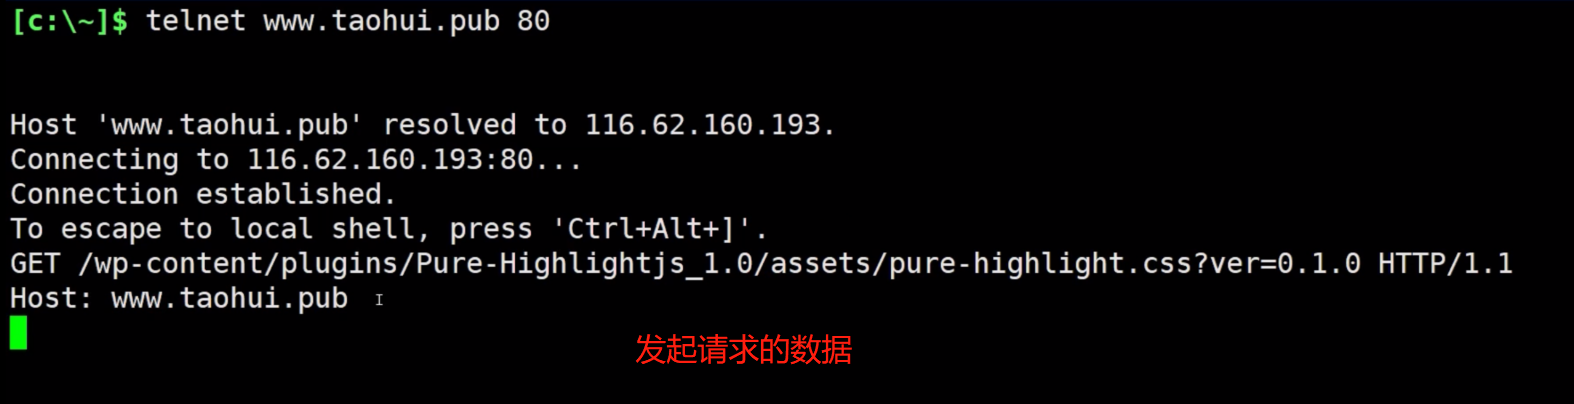 [c:\~]$ telnet www.taohui.pub 80
Host 'www.taohui.pub' resolved to 116.62.160.193.
Connecting to 116.62.160.193:80...
Connection established.
To escape to local shell, press 'Ctrl+Alt+]'.
GET /wp-content/plugins/Pure-Highlightjs_1.0/assets/pure-highlight.css?ver=0.1.0 HTTP/1.1
Host: www.taohui.pub
发起请求的数据